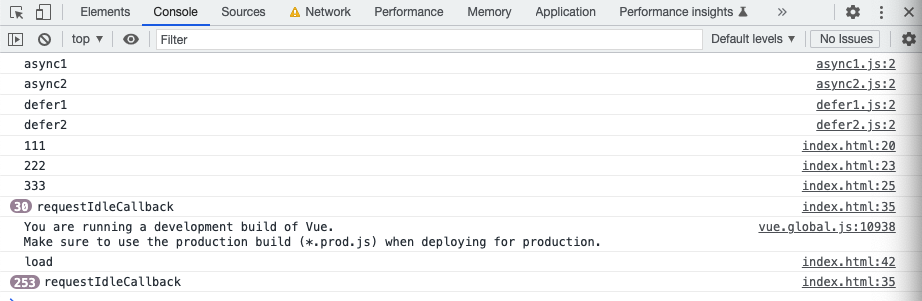 Elements Console Sources Network Performance Memory Application Performance insights »
top Filter Default levels No Issues
async1 async1.js:2
async2 async2.js:2
defer1 defer1.js:2
defer2 defer2.js:2
111 index.html:20
222 index.html:23
333 index.html:25
30 requestIdleCallback index.html:35
You are running a development build of Vue. vue.global.js:10938
Make sure to use the production build (*.prod.js) when deploying for production.
load index.html:42
253 requestIdleCallback index.html:35